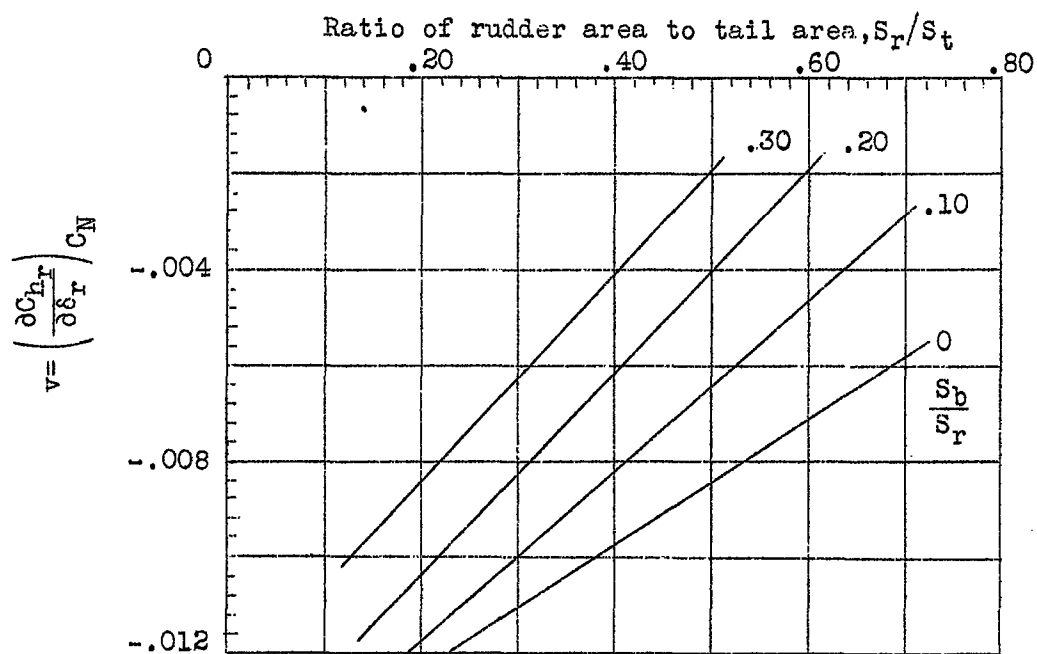 Ratio of rudder area to tail area, S_r/S_t
0 .20 .40 .60 .80
.30 .20
.10
-.004
v= (∂C_hr/∂δ_r) C_N
0
S_b/S_r
-.008
-.012